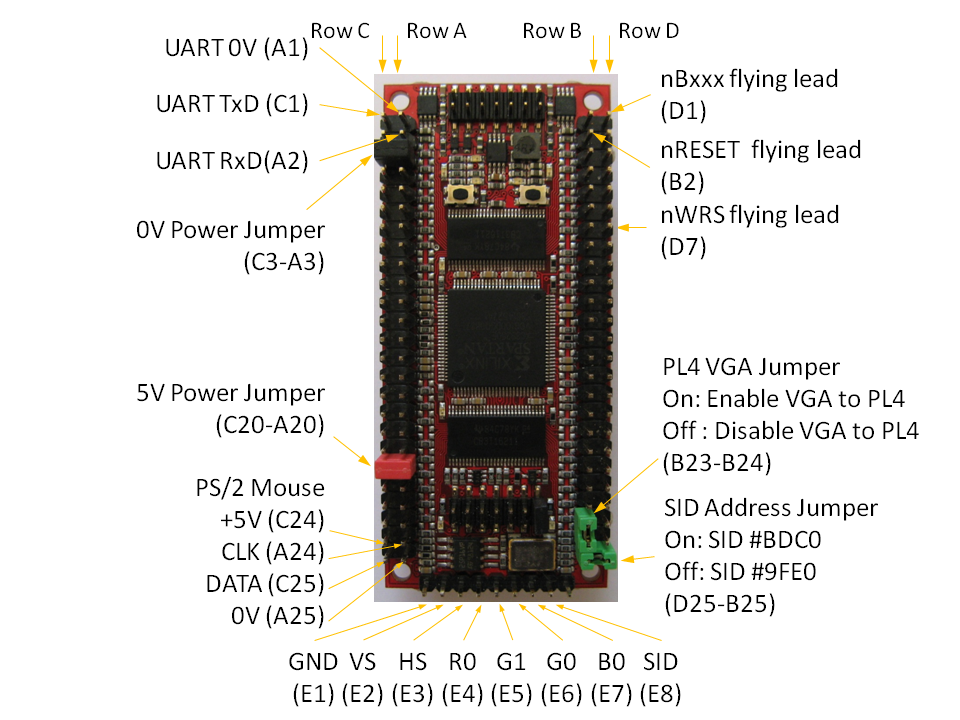 Row C
Row A
Row B
Row D
UART 0V (A1)
UART TxD (C1)
UART RxD(A2)
0V Power Jumper
(C3-A3)
5V Power Jumper
(C20-A20)
PS/2 Mouse
+5V (C24)
CLK (A24)
DATA (C25)
0V (A25)
nBxxx flying lead
(D1)
nRESET flying lead
(B2)
nWRS flying lead
(D7)
PL4 VGA Jumper
On: Enable VGA to PL4
Off : Disable VGA to PL4
(B23-B24)
SID Address Jumper
On: SID #BDC0
Off: SID #9FE0
(D25-B25)
XILINX
SPARTAN
GND VS HS R0 G1 G0 B0 SID
(E1) (E2) (E3) (E4) (E5) (E6) (E7) (E8)